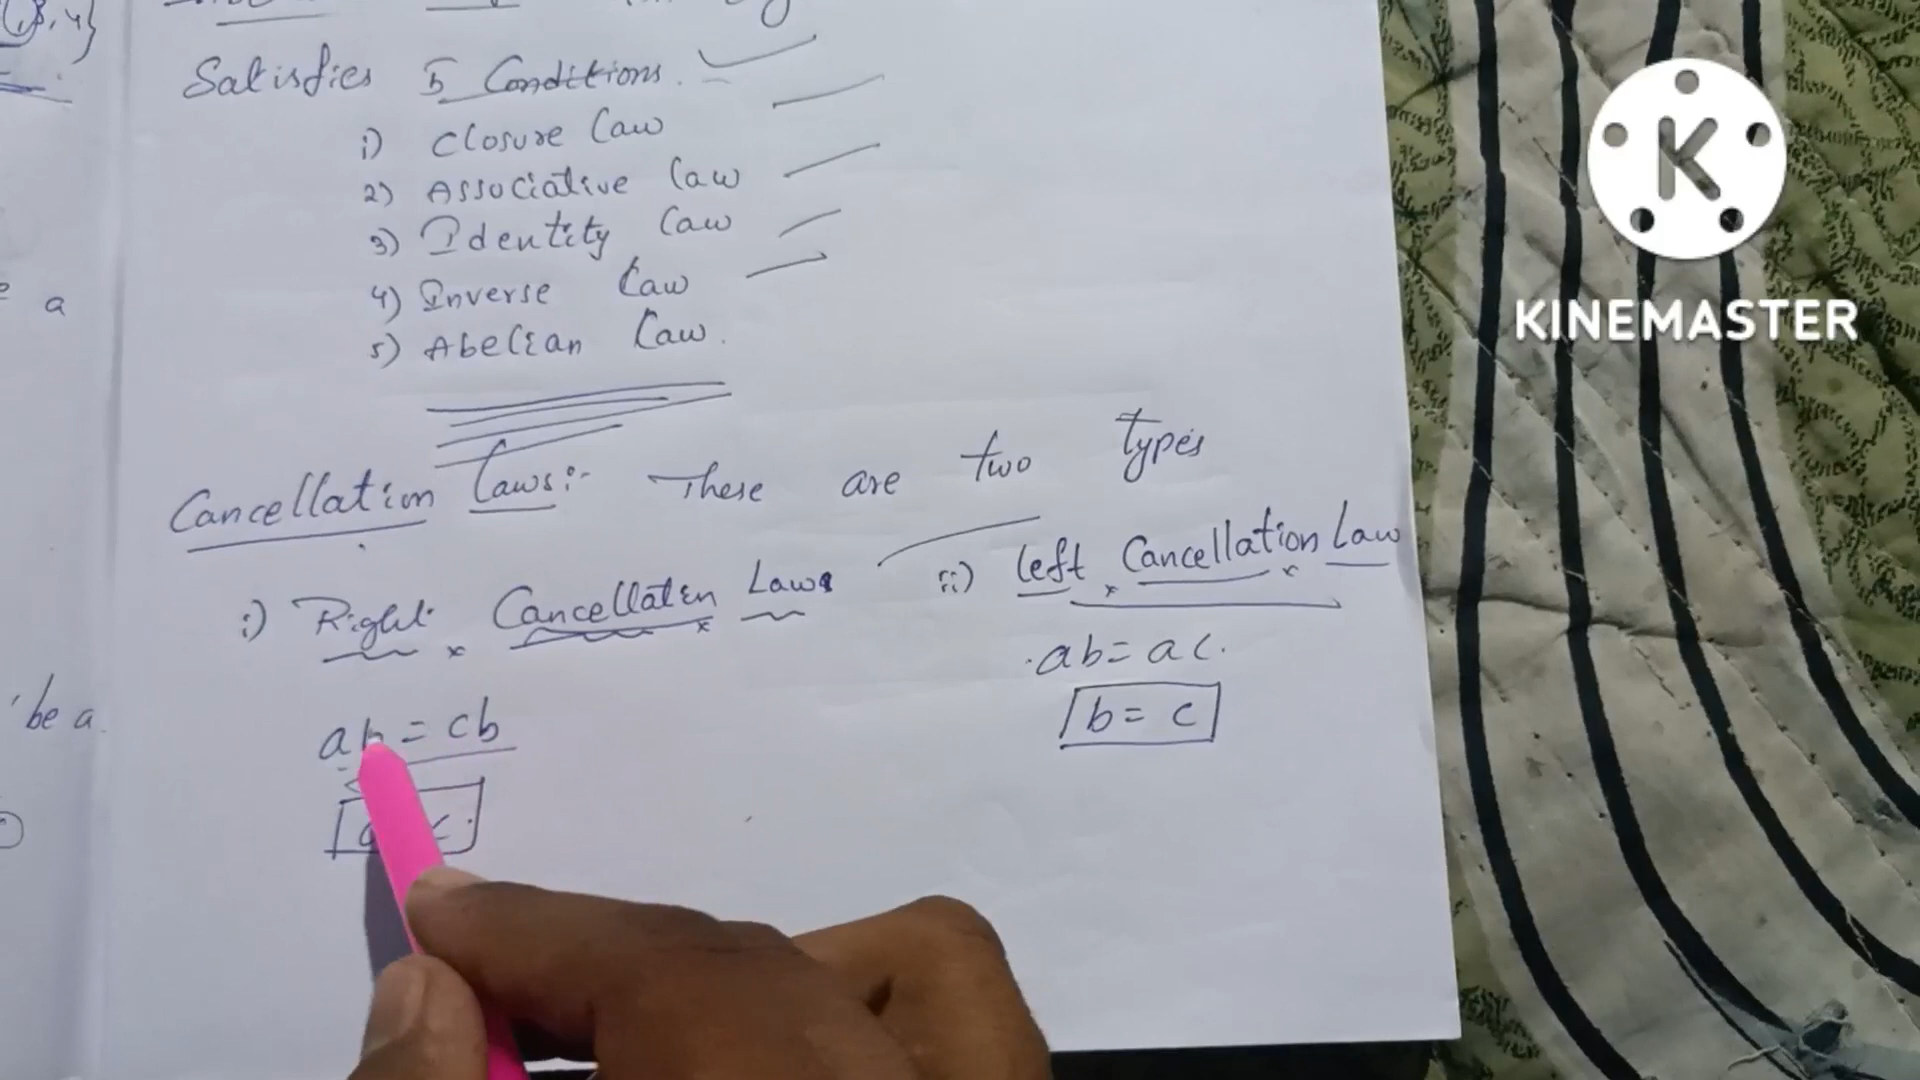 Satisfies 5 Conditions.
1) Closure Law
2) Associative Law
3) Identity Law
4) Inverse Law
5) Abelian Law.
Cancellation Laws:- These are two types
i) Right Cancellation Laws
ii) Left Cancellation Law
ab = cb
ab = ac.
b = c
be a
a
KINEMASTER